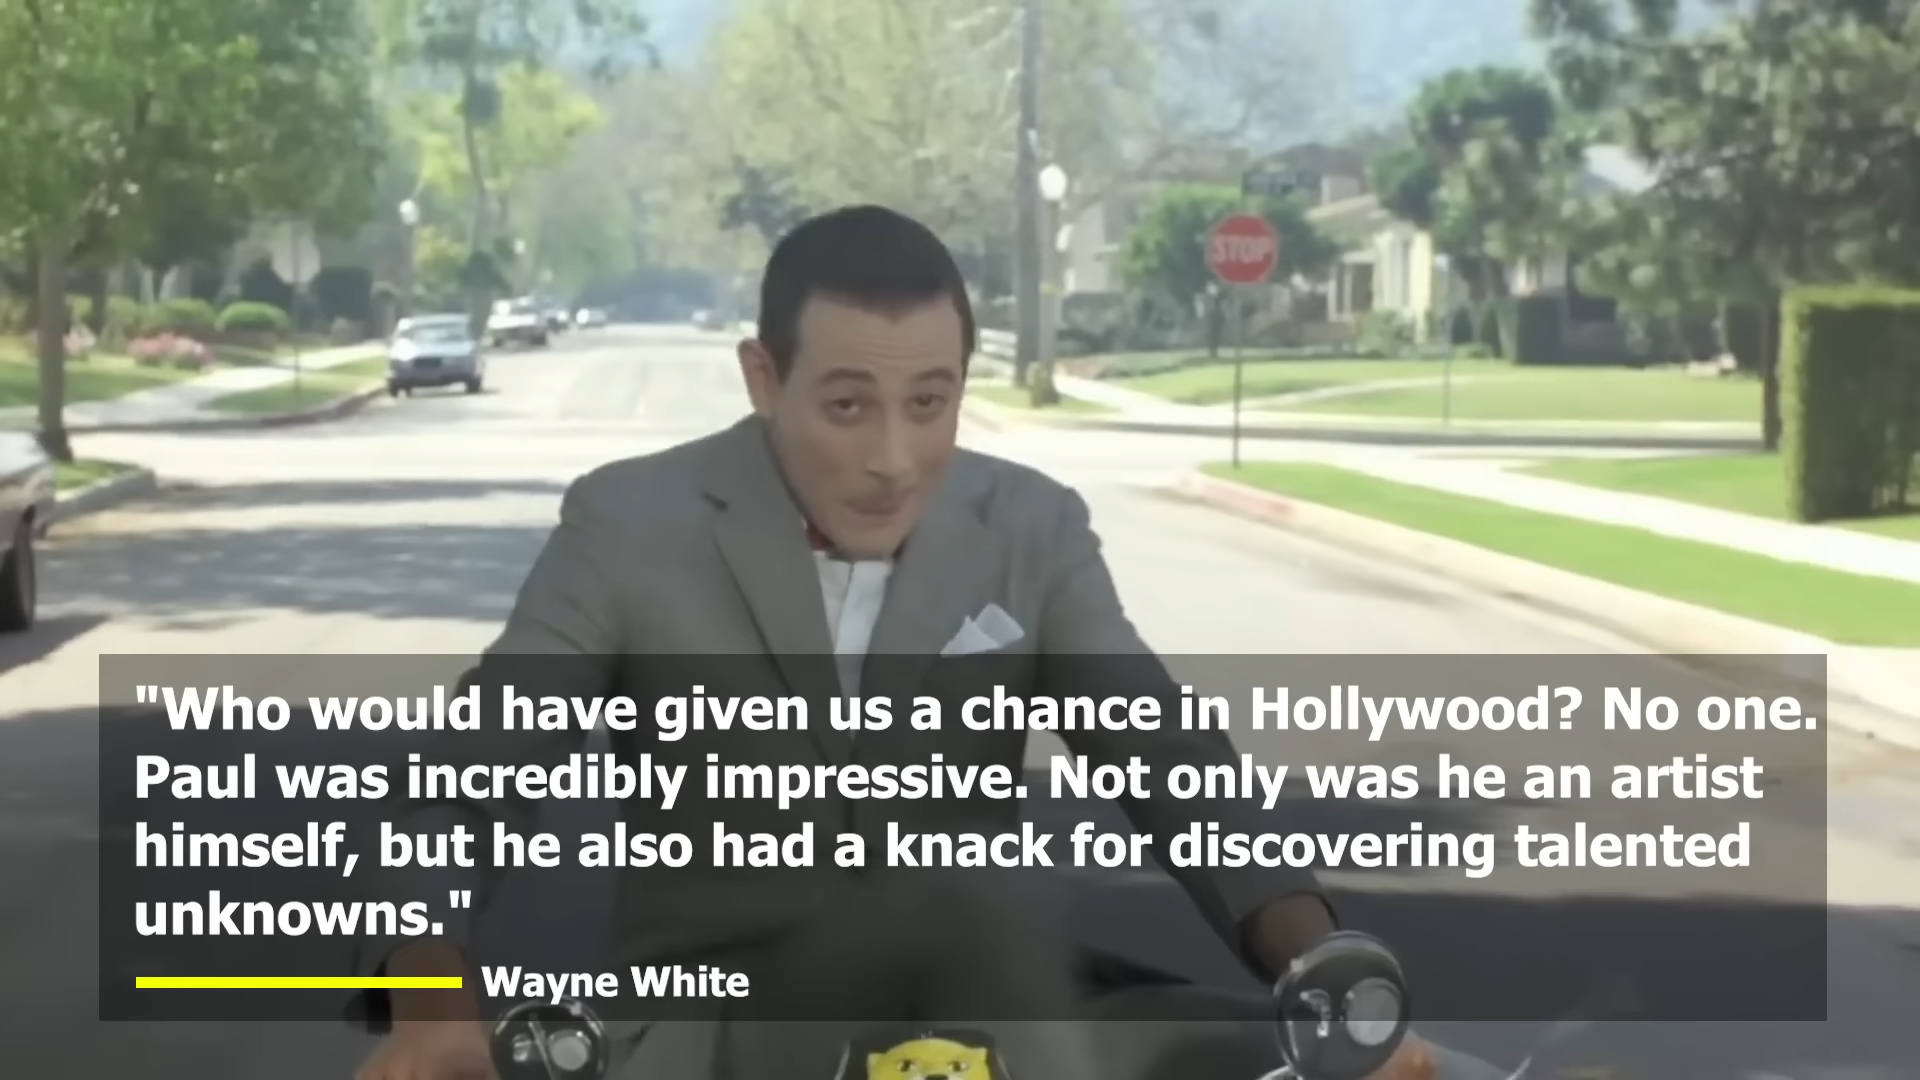 STOP
"Who would have given us a chance in Hollywood? No one.
Paul was incredibly impressive. Not only was he an artist
himself, but he also had a knack for discovering talented
unknowns."
Wayne White